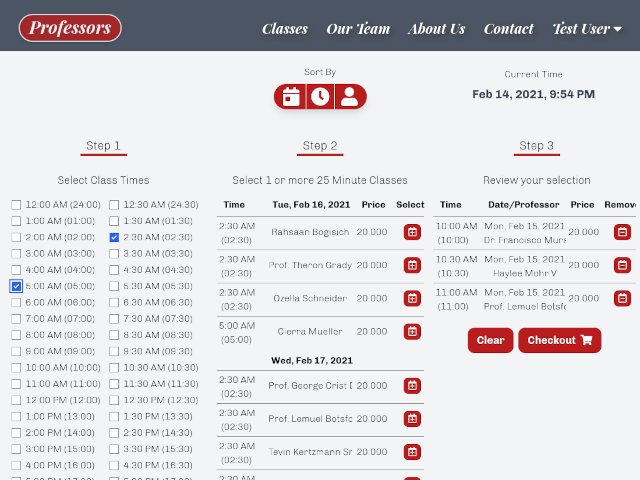 Professors
Classes Our Team About Us Contact Test User
Sort By
Current Time
Feb 14, 2021, 9:54 PM
Step 1
Select Class Times
12:00 AM (24:00) 12:30 AM (24:30)
1:00 AM (01:00) 1:30 AM (01:30)
2:00 AM (02:00) 2:30 AM (02:30)
3:00 AM (03:00) 3:30 AM (03:30)
4:00 AM (04:00) 4:30 AM (04:30)
5:00 AM (05:00) 5:30 AM (05:30)
6:00 AM (06:00) 6:30 AM (06:30)
7:00 AM (07:00) 7:30 AM (07:30)
8:00 AM (08:00) 8:30 AM (08:30)
9:00 AM (09:00) 9:30 AM (09:30)
10:00 AM (10:00) 10:30 AM (10:30)
11:00 AM (11:00) 11:30 AM (11:30)
12:00 PM (12:00) 12:30 PM (12:30)
1:00 PM (13:00) 1:30 PM (13:30)
2:00 PM (14:00) 2:30 PM (14:30)
3:00 PM (15:00) 3:30 PM (15:30)
4:00 PM (16:00) 4:30 PM (16:30)
Step 2
Select 1 or more 25 Minute Classes
Time Tue, Feb 16, 2021 Price Select
2:30 AM (02:30) Rahsaan Bogisich 20.000
2:30 AM (02:30) Prof. Theron Grady 20.000
2:30 AM (02:30) Ozella Schneider 20.000
5:00 AM (05:00) Cierra Mueller 20.000
Wed, Feb 17, 2021
2:30 AM (02:30) Prof. George Crist 20.000
2:30 AM (02:30) Prof. Lemuel Botsfo 20.000
2:30 AM (02:30) Tevin Kertzmann Sr 20.000
2:30 AM
Step 3
Review your selection
Time Date/Professor Price Remove
10:00 AM (10:00) Mon, Feb 15, 2021 Dr. Francisco Murs 20.000
10:30 AM (10:30) Mon, Feb 15, 2021 Haylee Mohr V 20.000
11:00 AM (11:00) Mon, Feb 15, 2021 Prof. Lemuel Botsfo 20.000
Clear Checkout